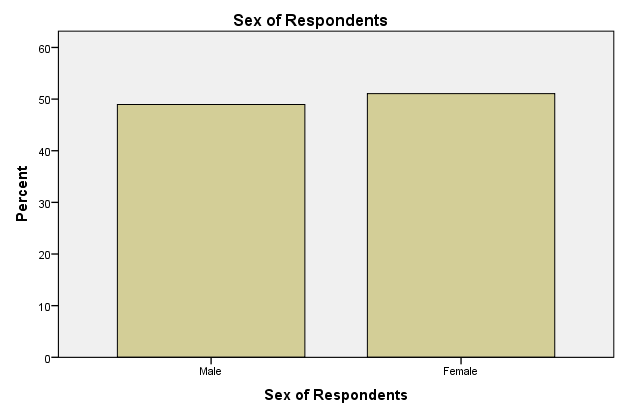 Sex of Respondents
60
50
40
30
20
10
0
Percent
Male Female
Sex of Respondents